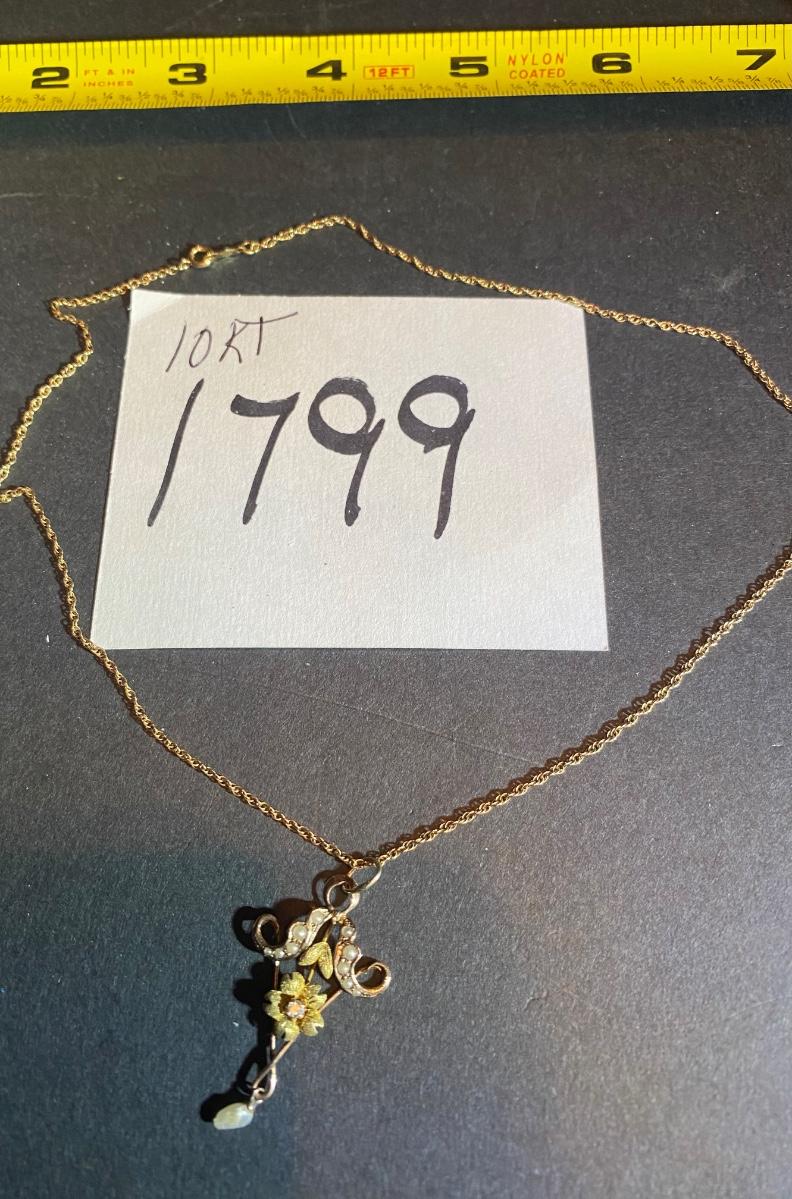 2 FT & IN INCHES 3 4 12FT 5 NYLON COATED 6 7
10KT
1799